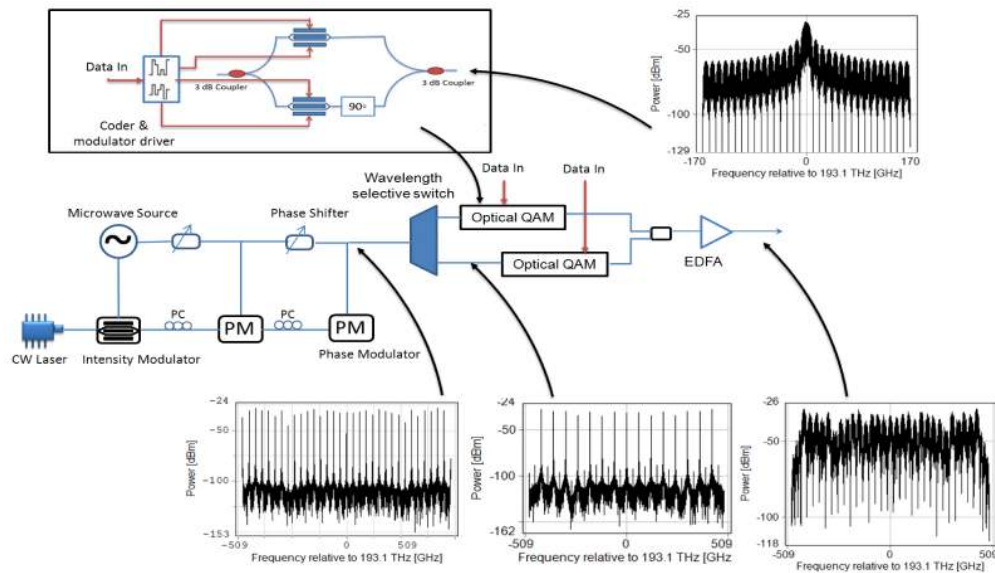 Data In
3 dB Coupler
3 dB Coupler
90◦
Coder &
modulator driver
-25
-50
-100
-129
Power [dBm]
-170
0
170
Frequency relative to 193.1 THz [GHz]
Wavelength
selective switch
Data In
Data In
Microwave Source
Phase Shifter
Optical QAM
Optical QAM
EDFA
PC
PC
PM
PM
CW Laser
Intensity Modulator
Phase Modulator
-24
-50
-100
-153
Power [dBm]
-509
0
509
Frequency relative to 193.1 THz [GHz]
-24
-50
-100
-162
Power [dBm]
-509
0
509
Frequency relative to 193.1 THz [GHz
-26
-50
-100
-118
Power [dBm]
-509
0
509
Frequency relative to 193.1 THz [GHz]